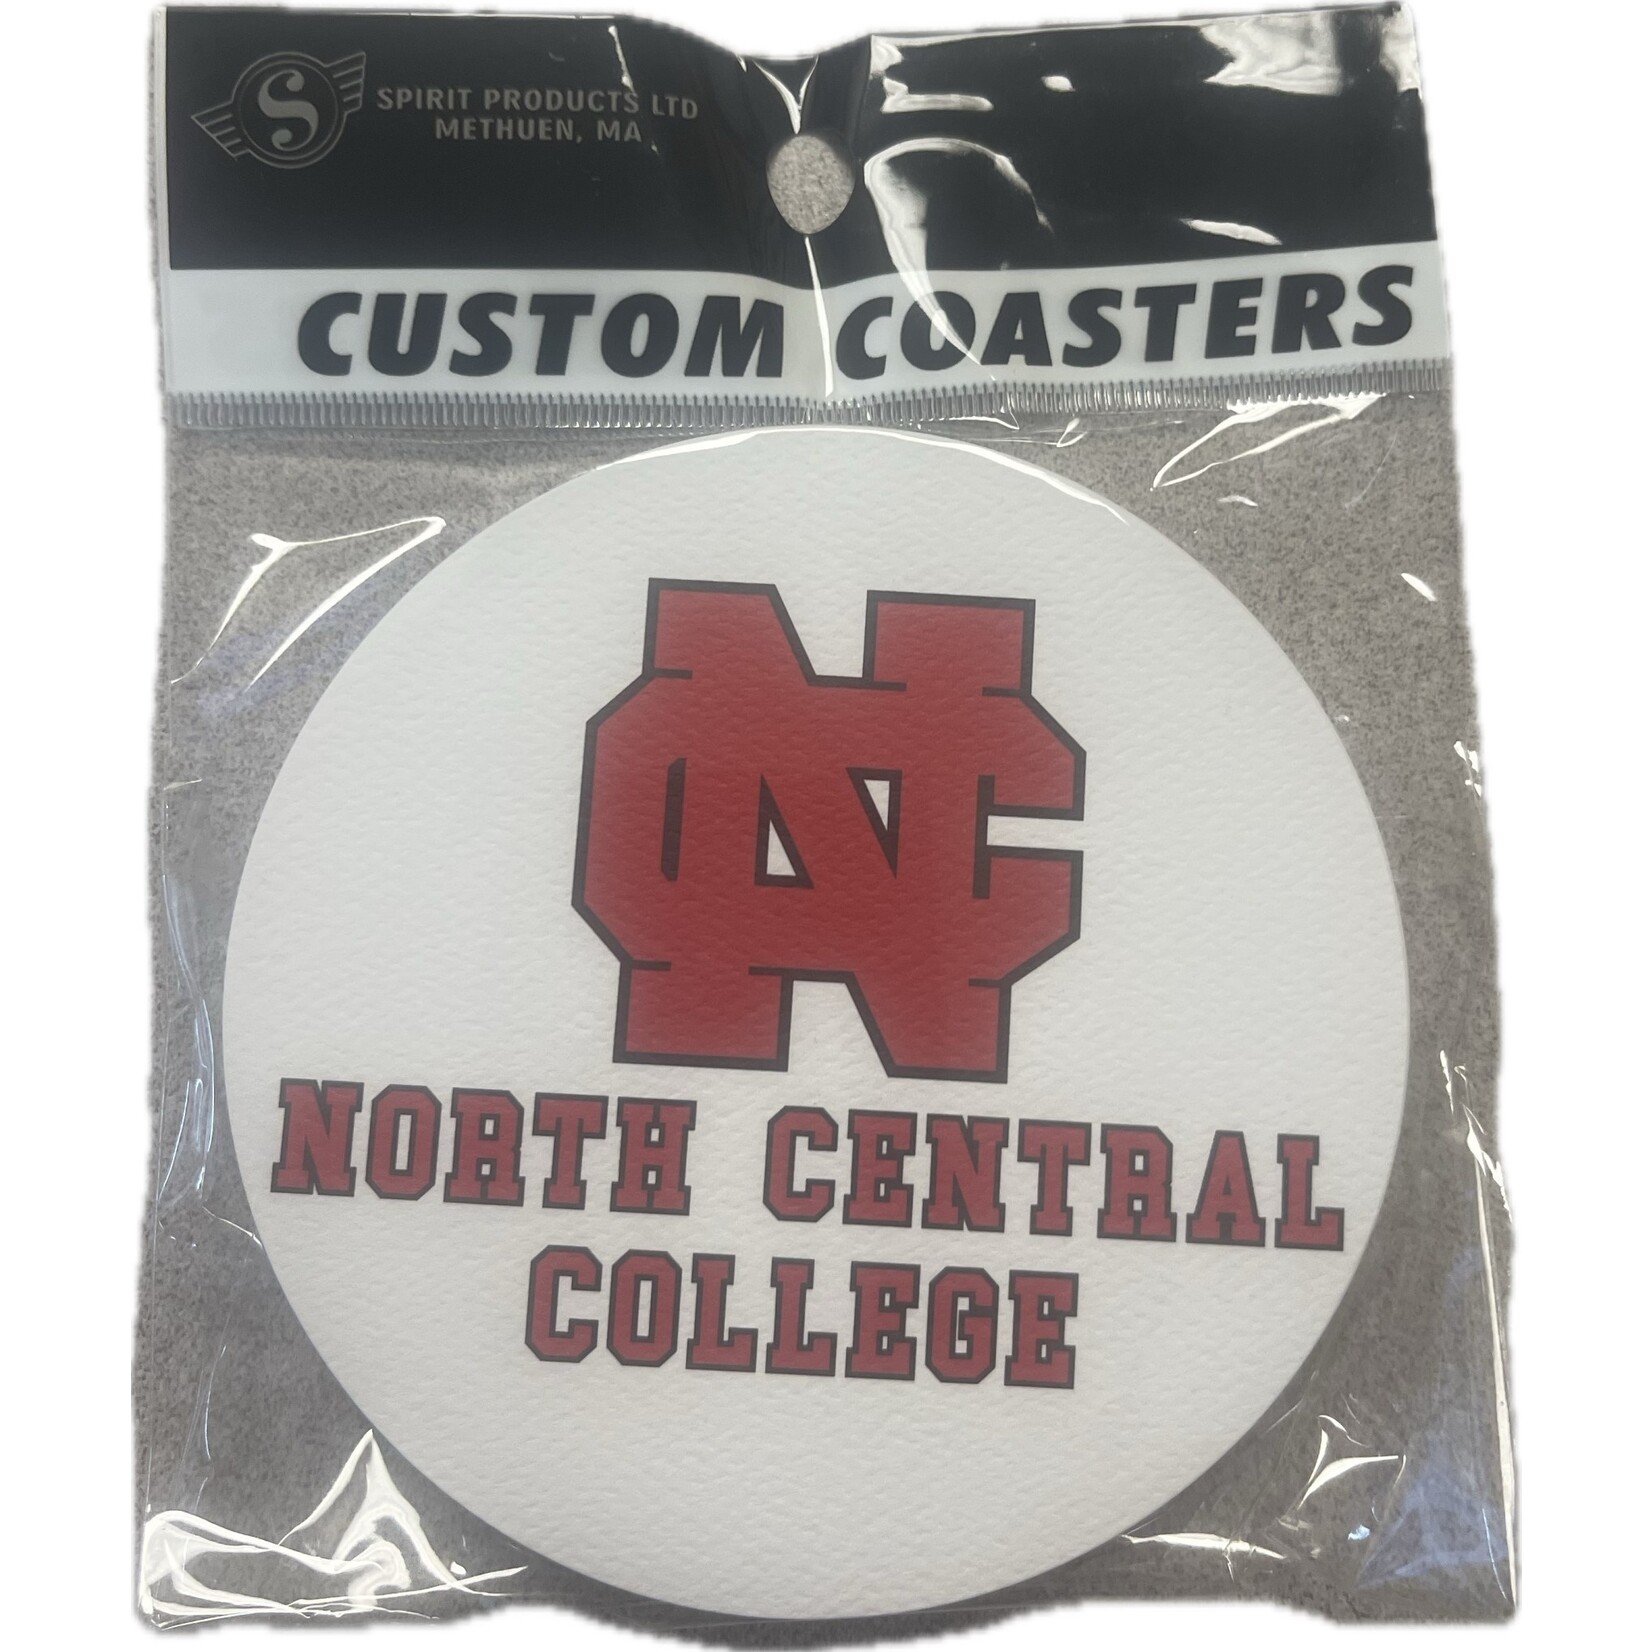 S
SPIRIT PRODUCTS LTD
METHUEN, MA
CUSTOM COASTERS
NC
NORTH CENTRAL
COLLEGE